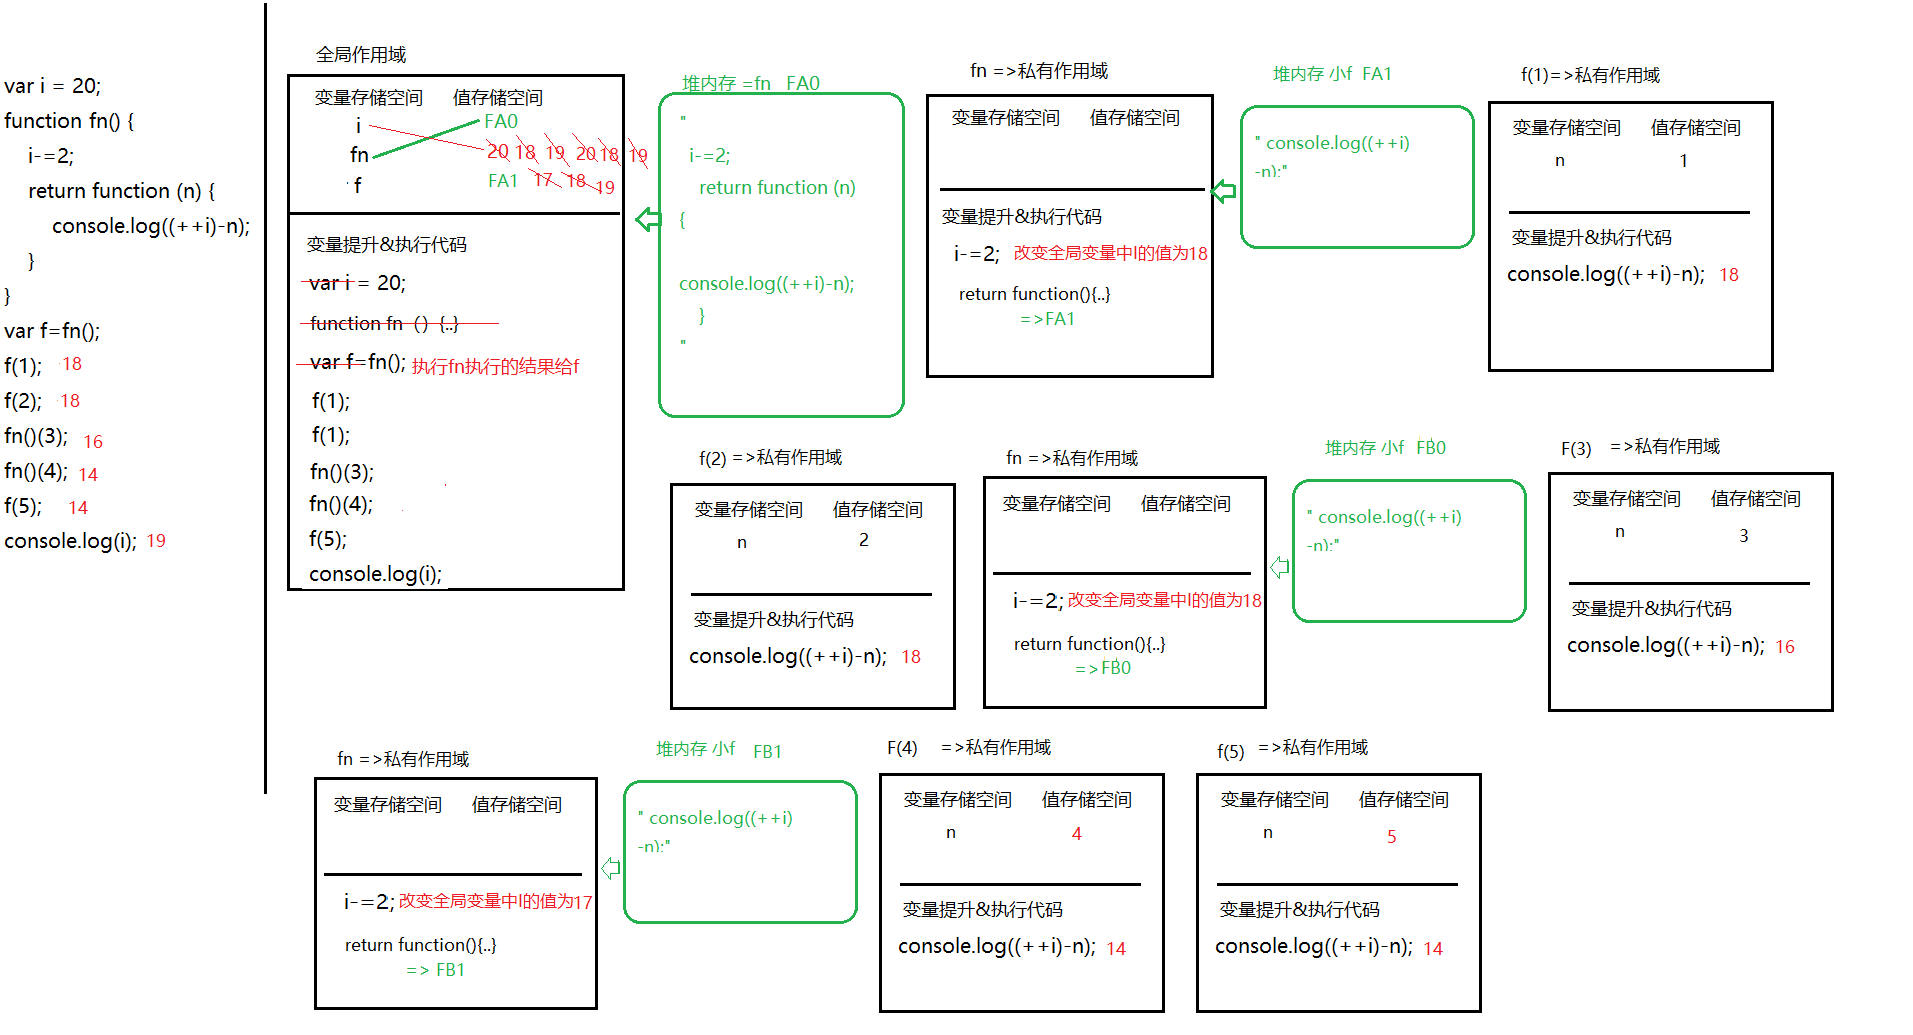 var i = 20;
function fn() {
i-=2;
return function (n) {
console.log((++i)-n);
}
}
var f=fn();
f(1); 18
f(2); 18
fn()(3); 16
fn()(4); 14
f(5); 14
console.log(i); 19
全局作用域
变量存储空间 值存储空间
i FA0
fn 20 18 19 20 18 19
f FA1 17 18 19
变量提升&执行代码
var i = 20;
function fn () {..}
var f=fn(); 执行fn执行的结果给f
f(1);
f(1);
fn()(3);
fn()(4);
f(5);
console.log(i);
堆内存 =fn FA0
"
i-=2;
return function (n)
{
console.log((++i)-n);
}
"
fn =>私有作用域
变量存储空间 值存储空间
变量提升&执行代码
i-=2; 改变全局变量中I的值为18
return function(){..}
=>FA1
堆内存 小f FA1
" console.log((++i)
-n);"
f(1)=>私有作用域
变量存储空间 值存储空间
n 1
变量提升&执行代码
console.log((++i)-n); 18
f(2) =>私有作用域
变量存储空间 值存储空间
n 2
变量提升&执行代码
console.log((++i)-n); 18
fn =>私有作用域
变量存储空间 值存储空间
i-=2; 改变全局变量中I的值为18
return function(){..}
=>FB0
堆内存 小f FB0
" console.log((++i)
-n);"
F(3) =>私有作用域
变量存储空间 值存储空间
n 3
变量提升&执行代码
console.log((++i)-n); 16
fn =>私有作用域
变量存储空间 值存储空间
i-=2; 改变全局变量中I的值为17
return function(){..}
=> FB1
堆内存 小f FB1
" console.log((++i)
-n);"
F(4) =>私有作用域
变量存储空间 值存储空间
n 4
变量提升&执行代码
console.log((++i)-n); 14
f(5) =>私有作用域
变量存储空间 值存储空间
n 5
变量提升&执行代码
console.log((++i)-n); 14